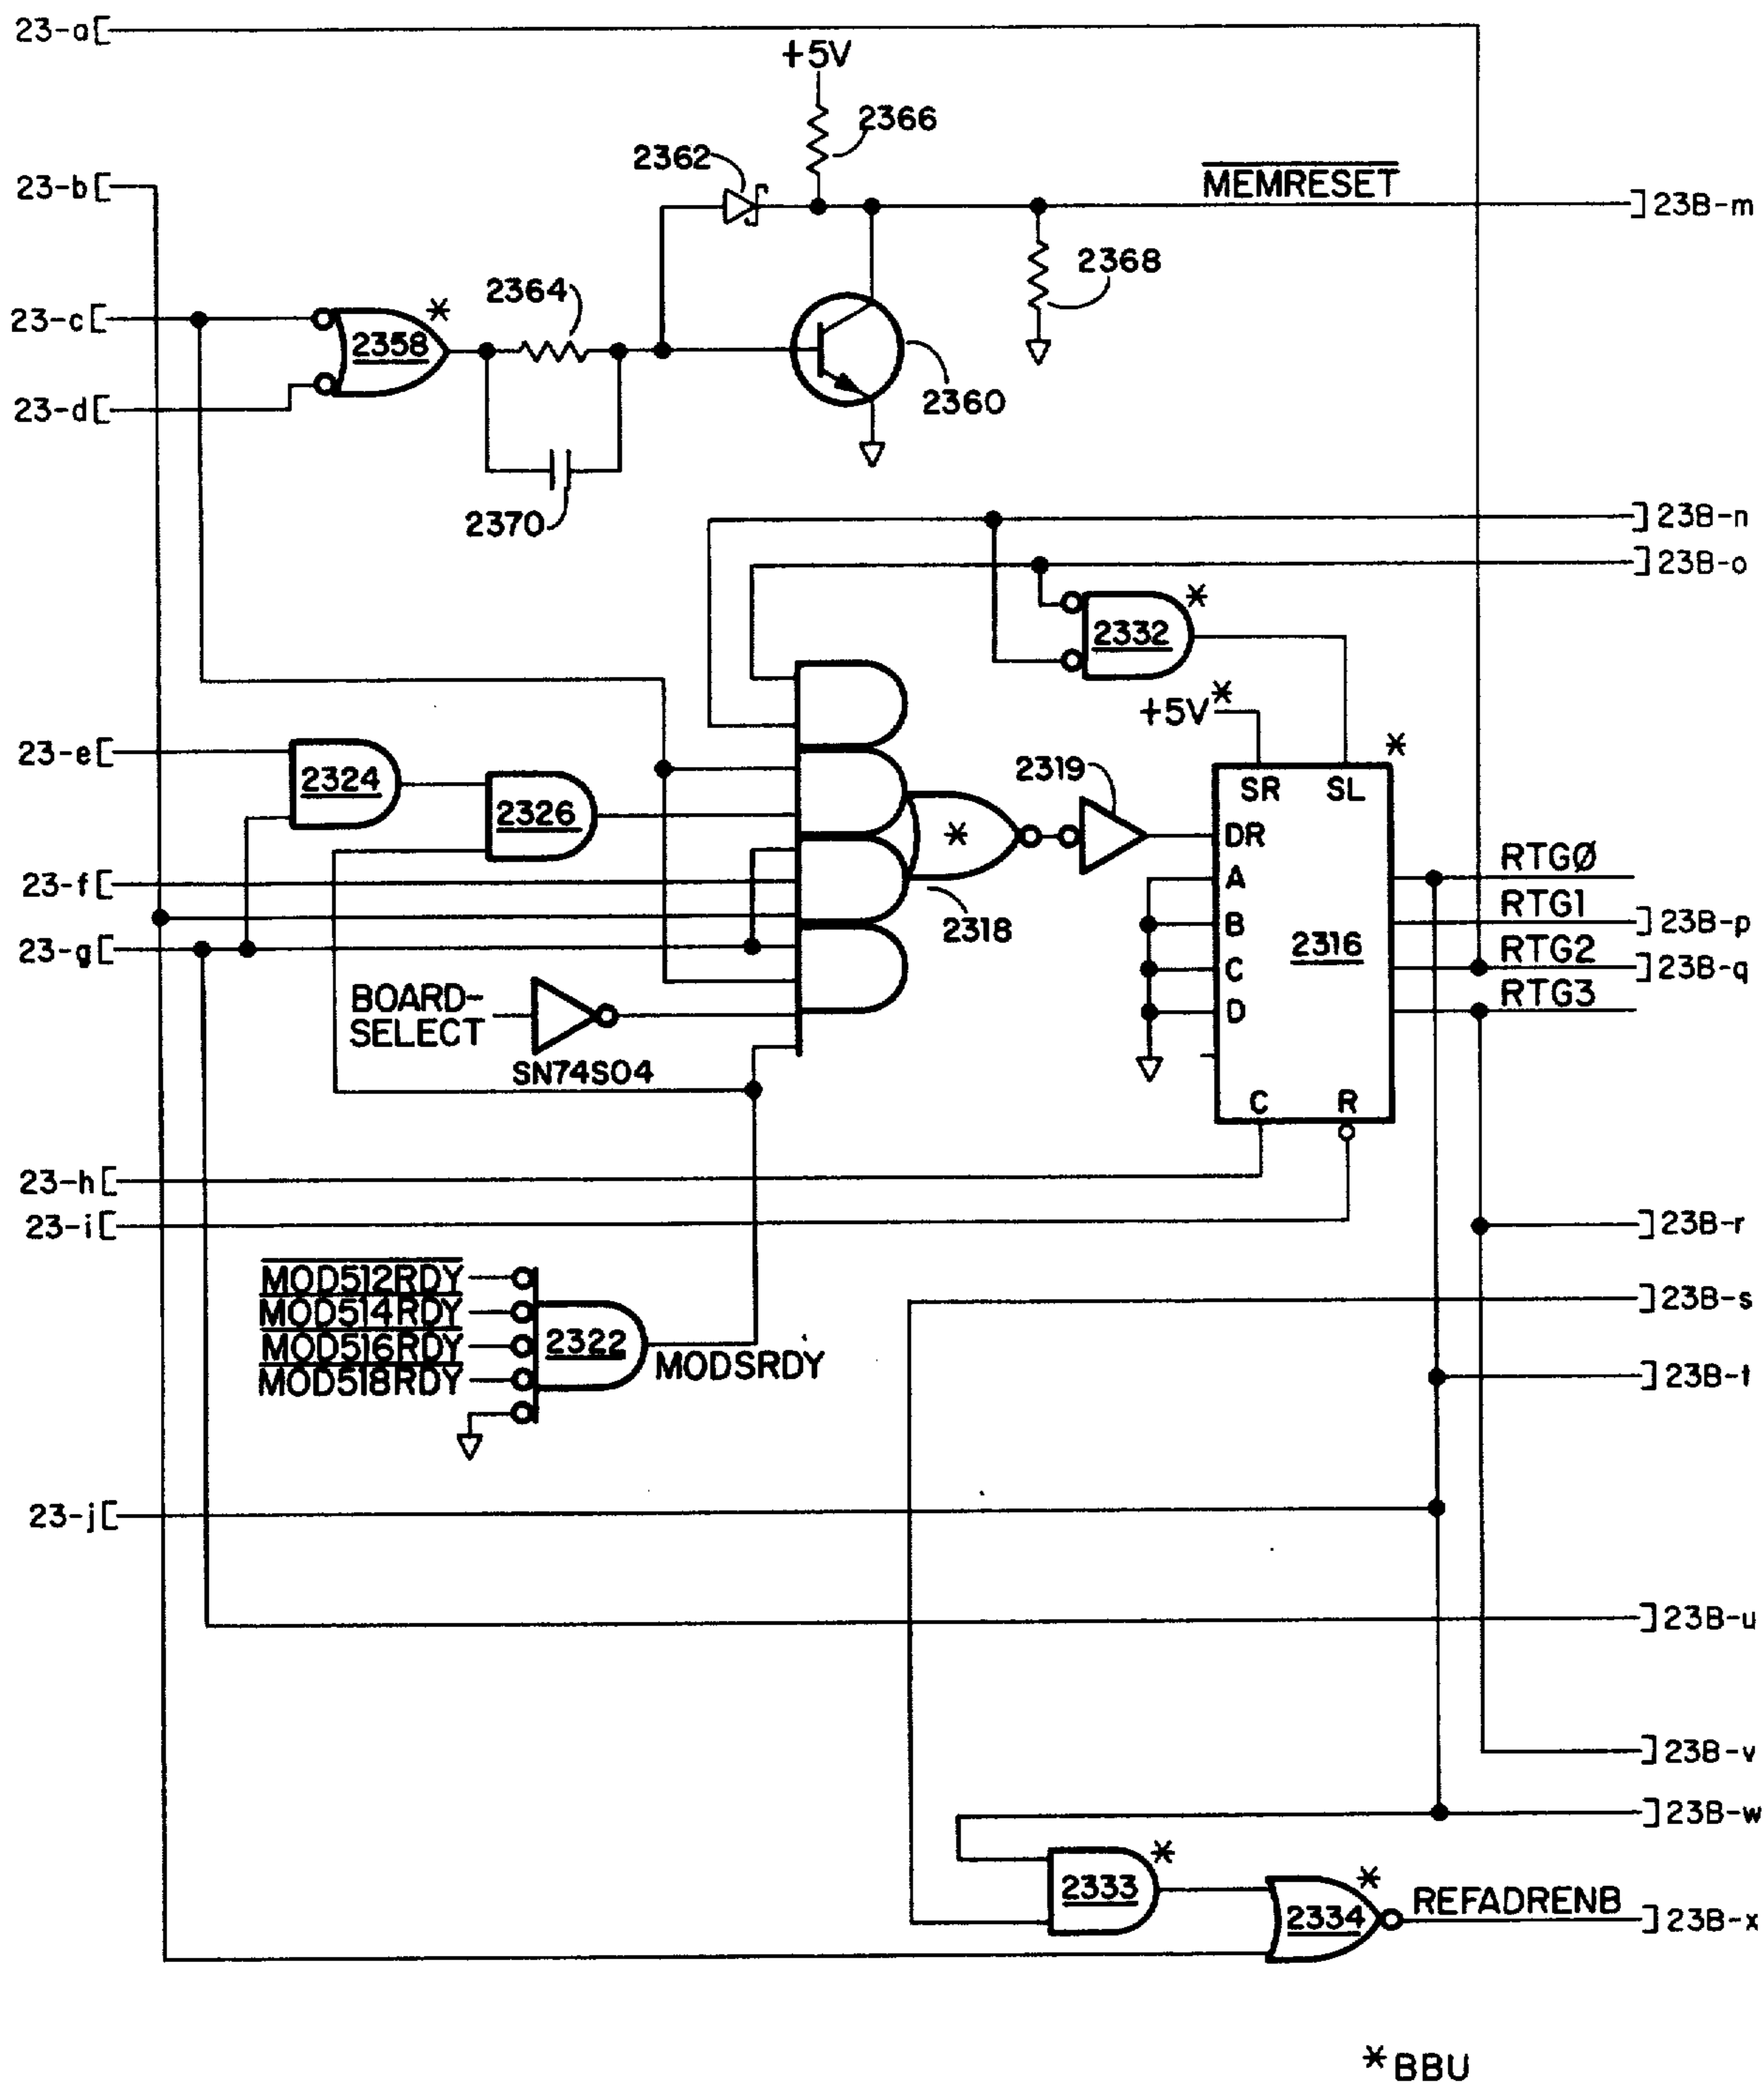 23-a
+5V
2366
2362
MEMRESET
23-b
23B-m
2368
2364
*
23-c
2358
2360
23-d
2370
23B-n
23B-o
*
2332
+5V*
*
23-e
2324
2326
2319
SR SL
*
DR
23-f
A
RTGØ
2318
B
RTG1
23B-p
23-g
C
2316
RTG2
23B-q
BOARD-
SELECT
D
RTG3
SN74S04
C R
23-h
23-i
23B-r
MOD512RDY
MOD514RDY
MOD516RDY
MOD518RDY
2322
MODSRDY
23B-s
23B-t
23-j
23B-u
23B-v
23B-w
*
2333
*
2334
REFADRENB
23B-x
*BBU